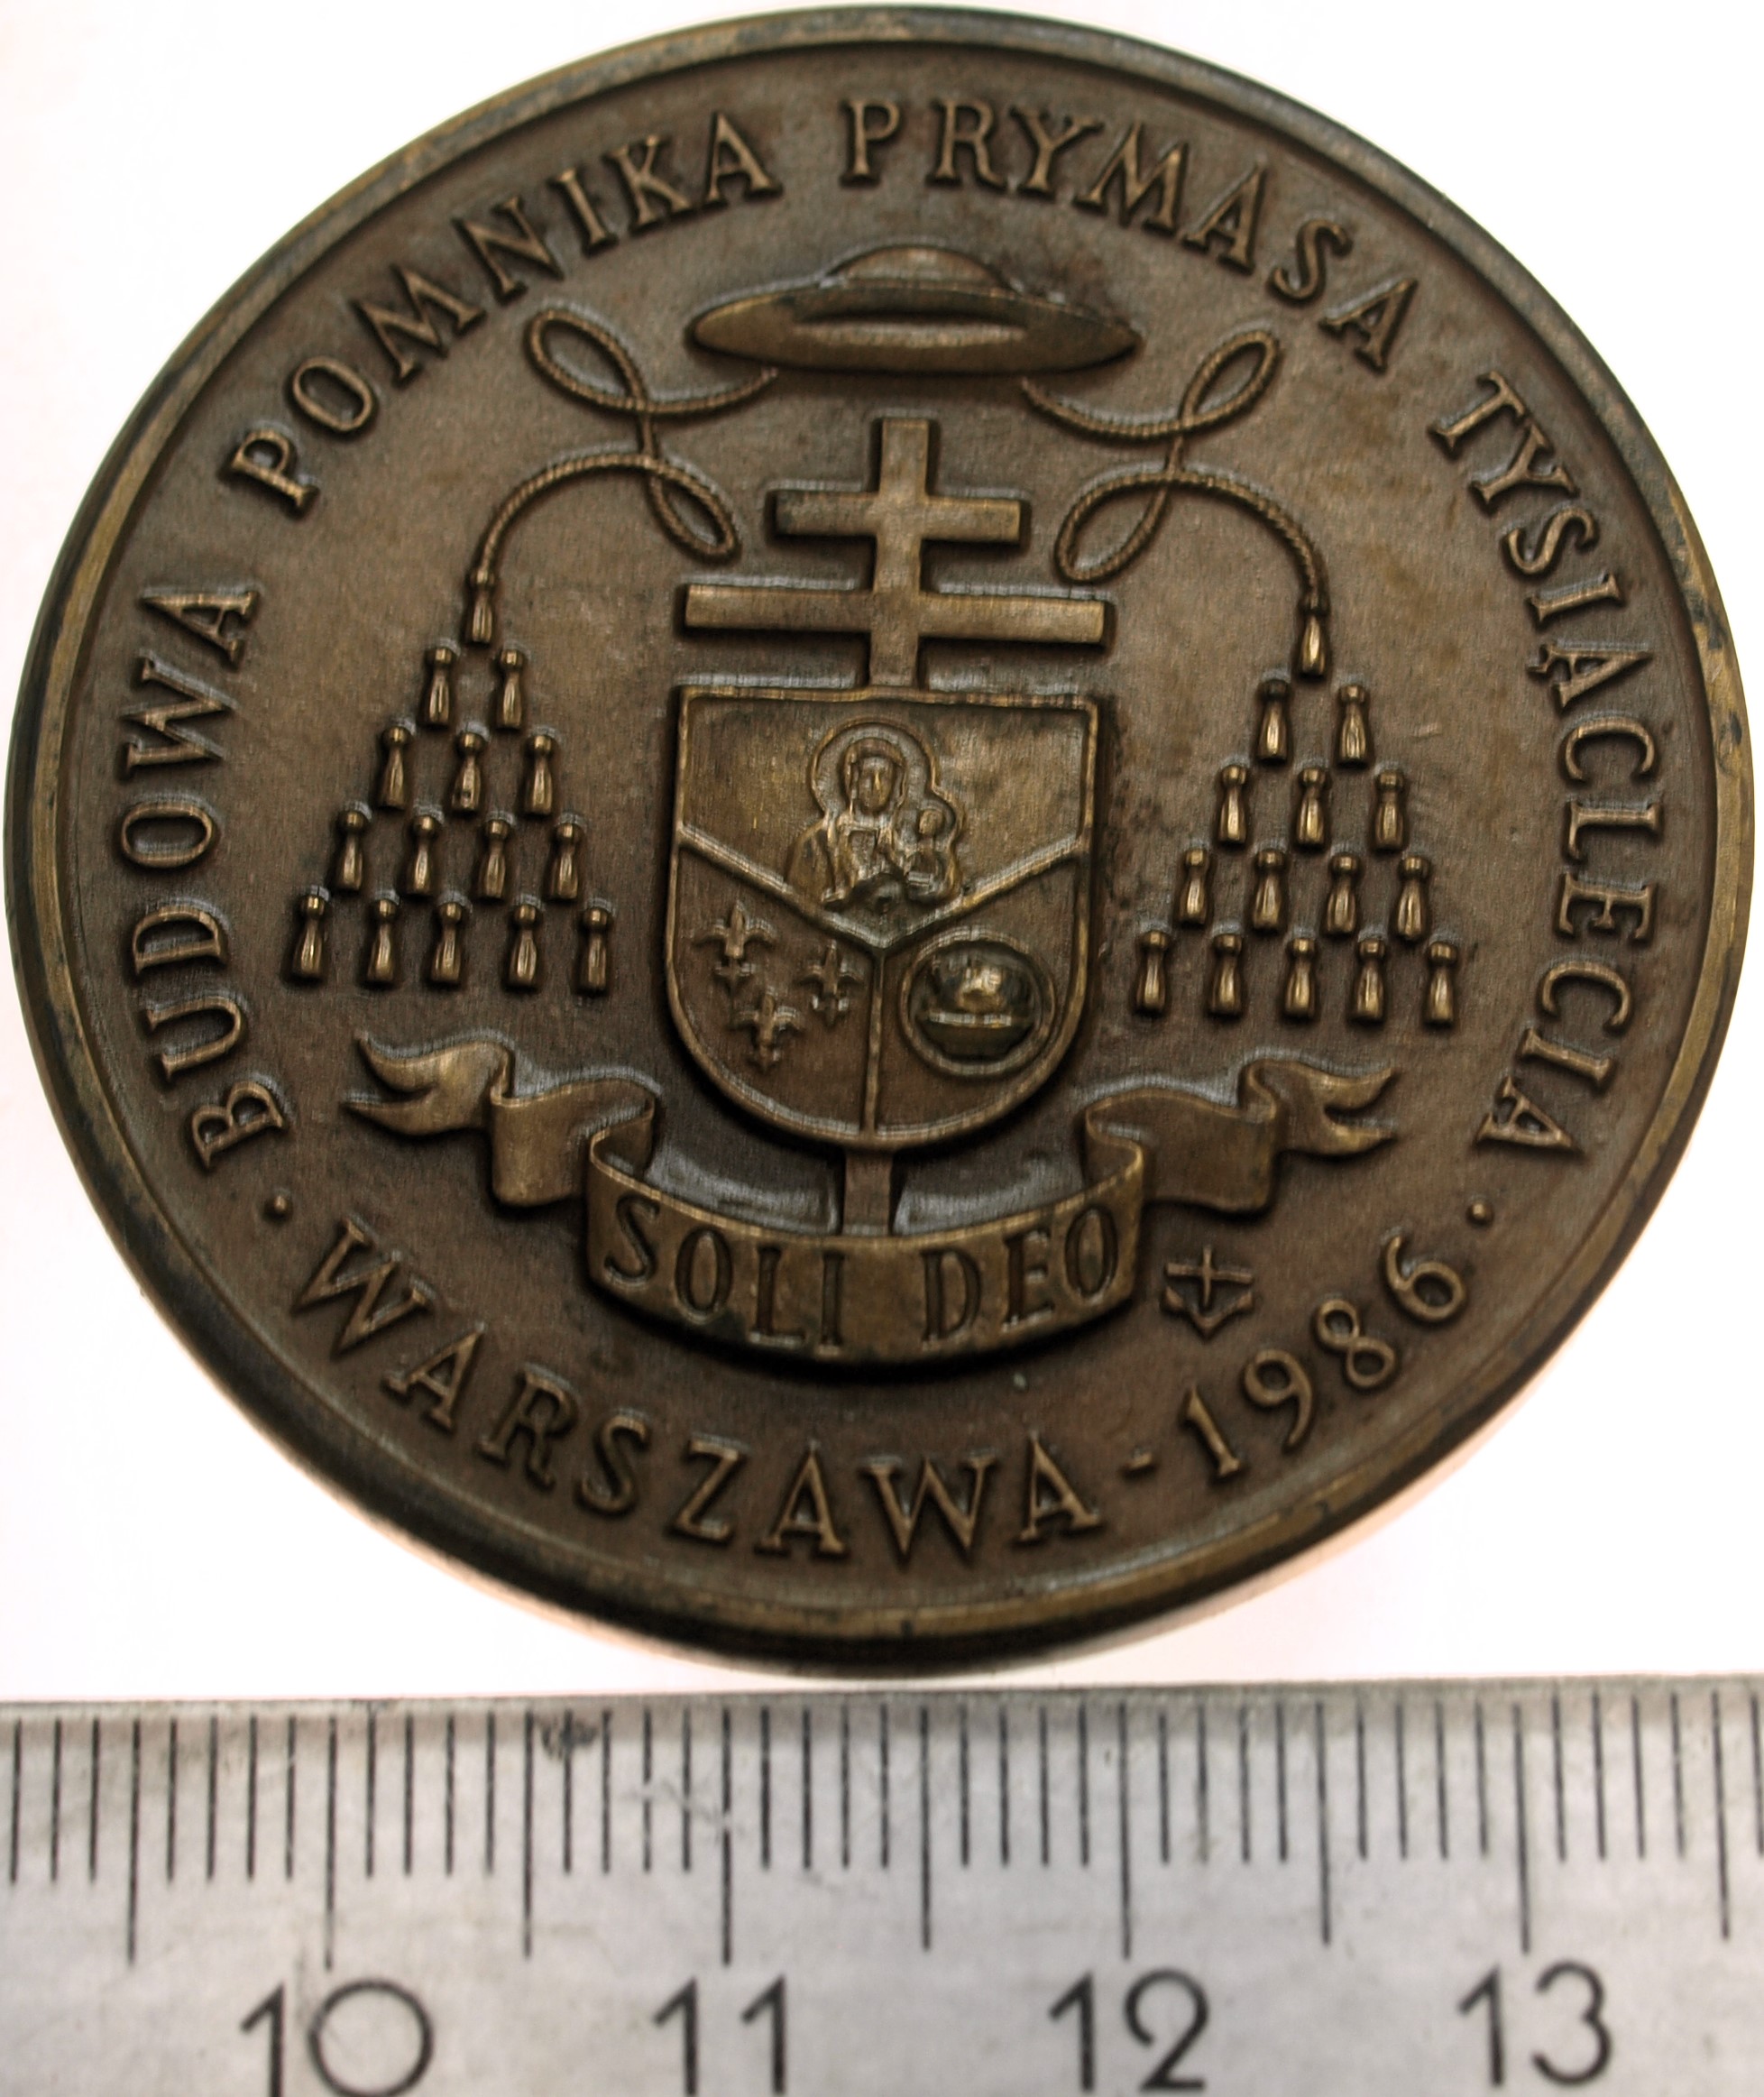 BUDOWA POMNIKA PRYMASA TYSIĄCLECIA
· WARSZAWA - 1986 ·
SOLI DEO
10 11 12 13